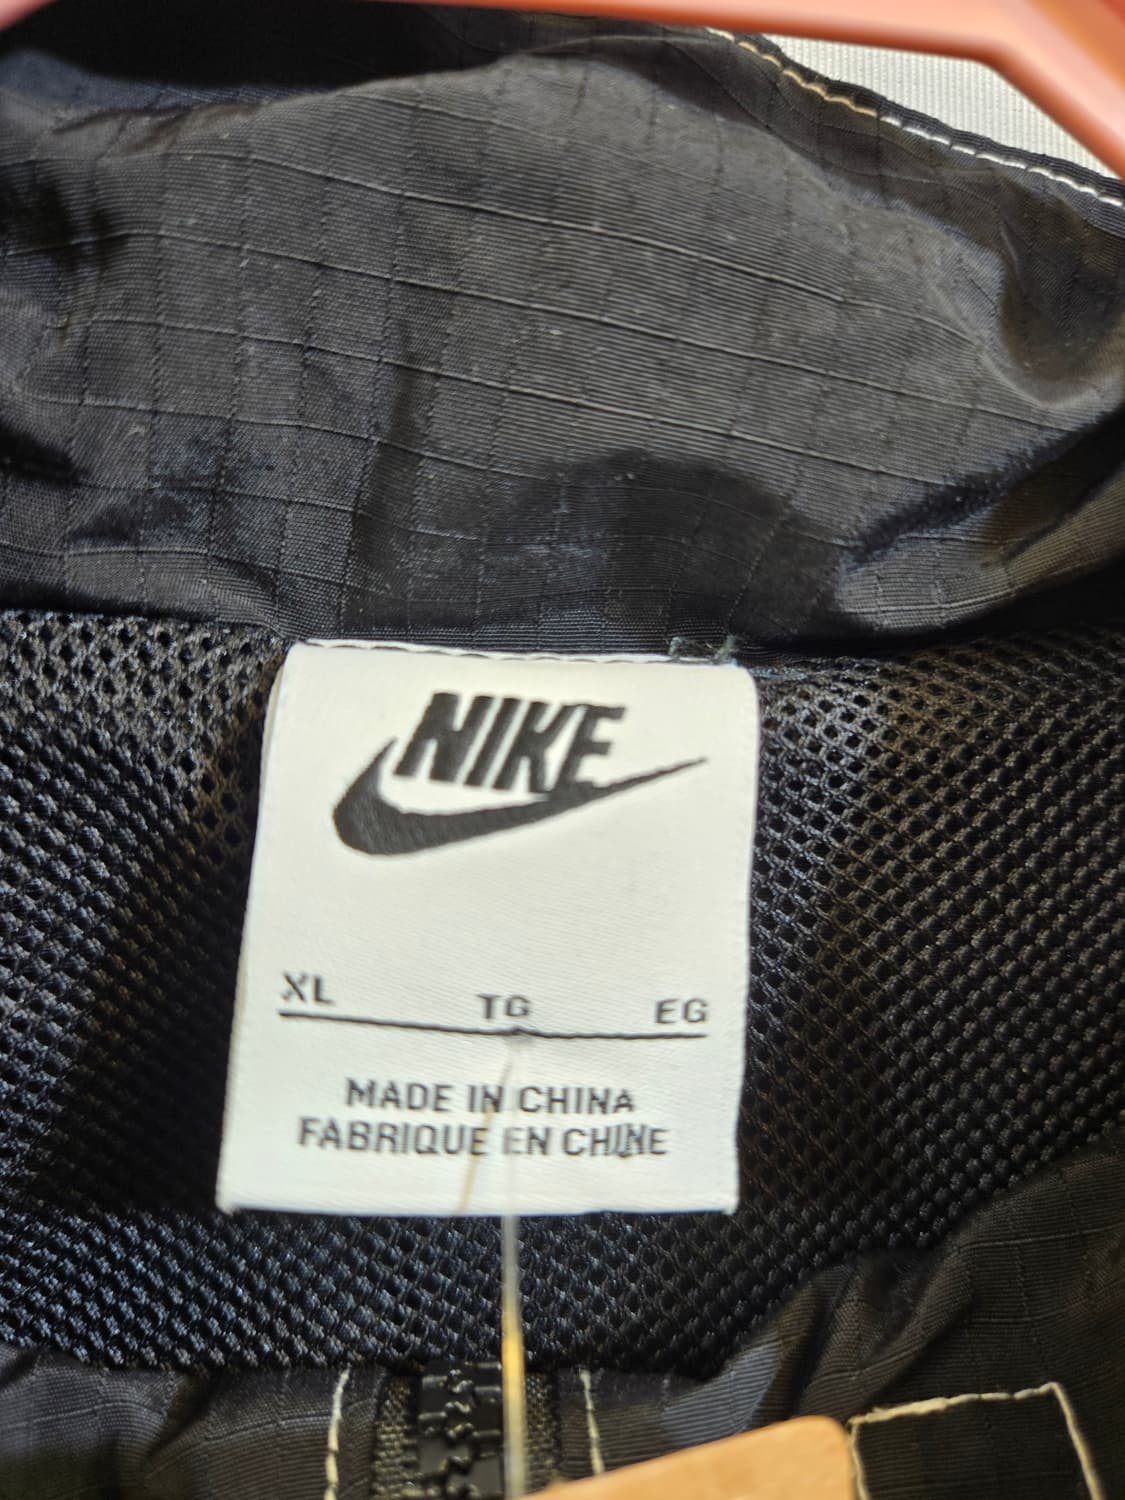 NIKE
XL TG EG
MADE IN CHINA
FABRIQUE EN CHINE